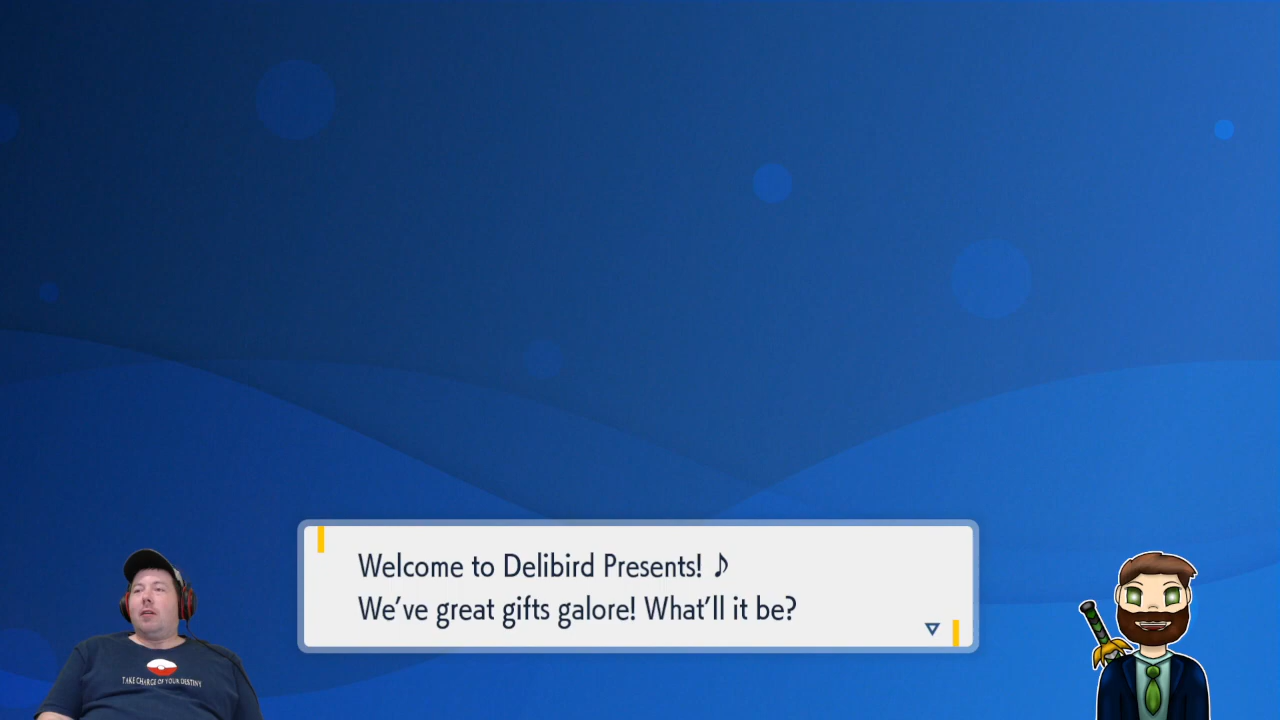 Welcome to Delibird Presents! ♪
We've great gifts galore! What'll it be?
TAKE CHARGE OF YOUR DESTINY